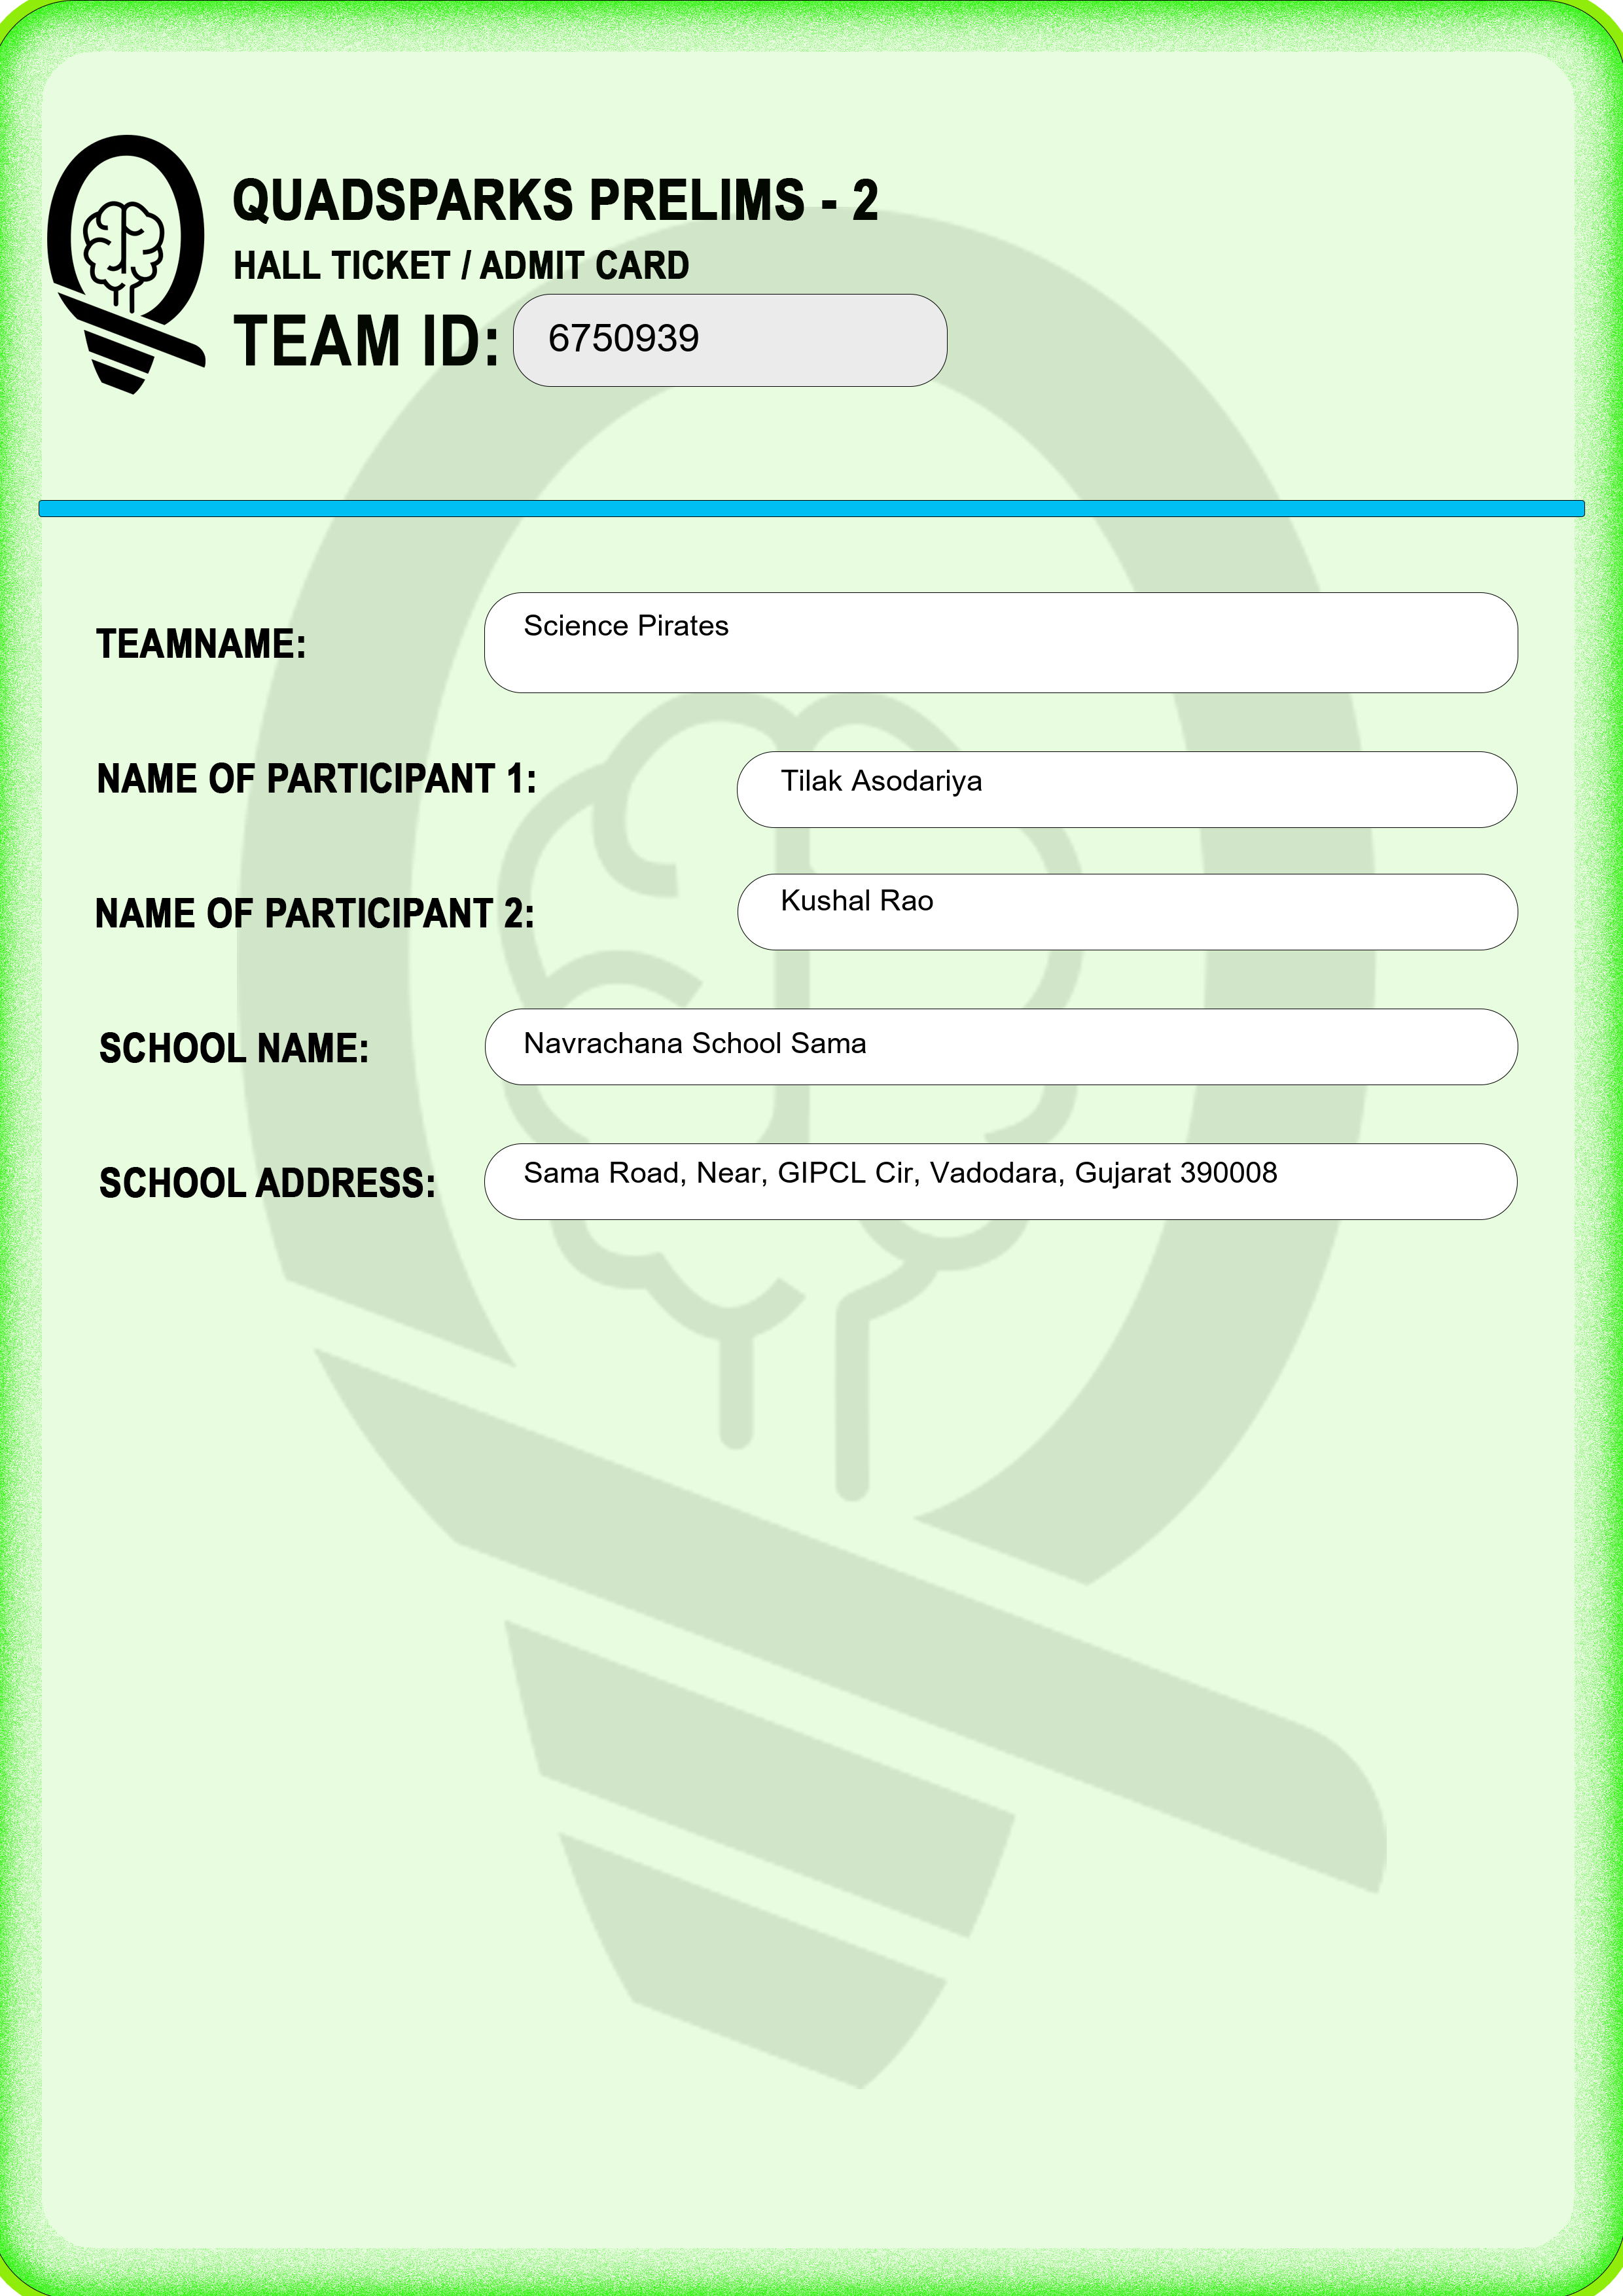 QUADSPARKS PRELIMS - 2
HALL TICKET / ADMIT CARD
TEAM ID: 6750939
TEAMNAME: Science Pirates
NAME OF PARTICIPANT 1: Tilak Asodariya
NAME OF PARTICIPANT 2: Kushal Rao
SCHOOL NAME: Navrachana School Sama
SCHOOL ADDRESS: Sama Road, Near, GIPCL Cir, Vadodara, Gujarat 390008